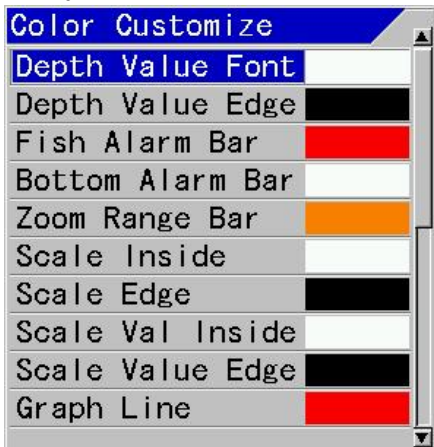 Color Customize
Depth Value Font
Depth Value Edge
Fish Alarm Bar
Bottom Alarm Bar
Zoom Range Bar
Scale Inside
Scale Edge
Scale Val Inside
Scale Value Edge
Graph Line